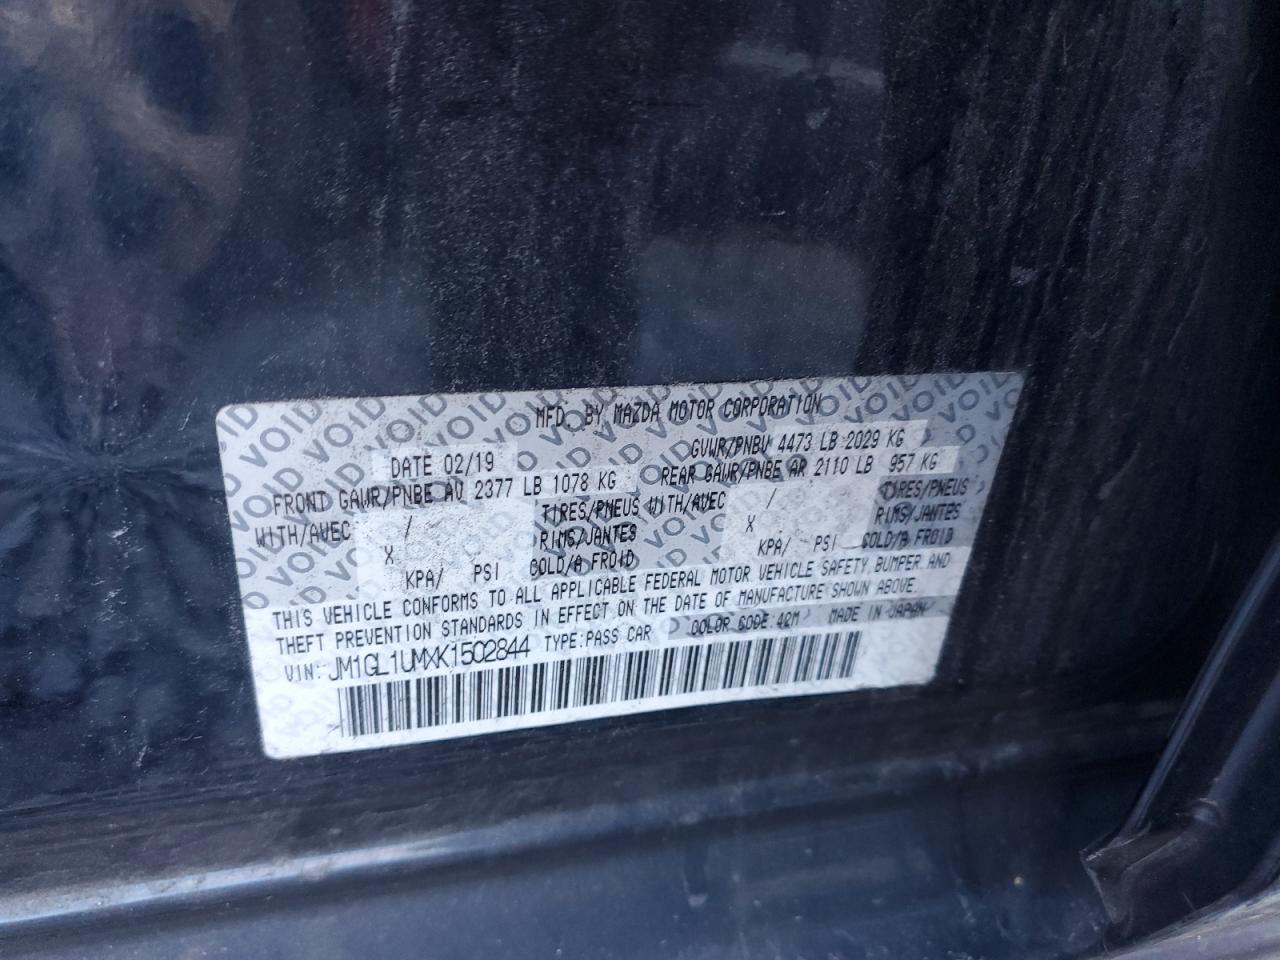 MFD. BY MAZDA MOTOR CORPORATION
DATE 02/19 GVWR/PNBV 4473 LB 2029 KG
FRONT GAWR/PNBE AV 2377 LB 1078 KG REAR GAWR/PNBE AR 2110 LB 957 KG
WITH/AVEC / TIRES/PNEUS WITH/AVEC / TIRES/PNEUS
X RIMS/JANTES X RIMS/JANTES
KPA/ PSI COLD/A FROID KPA/ PSI COLD/A FROID
THIS VEHICLE CONFORMS TO ALL APPLICABLE FEDERAL MOTOR VEHICLE SAFETY, BUMPER, AND
THEFT PREVENTION STANDARDS IN EFFECT ON THE DATE OF MANUFACTURE SHOWN ABOVE.
VIN: JM1GL1UMXK1502844 TYPE:PASS CAR COLOR CODE:42M MADE IN JAPAN